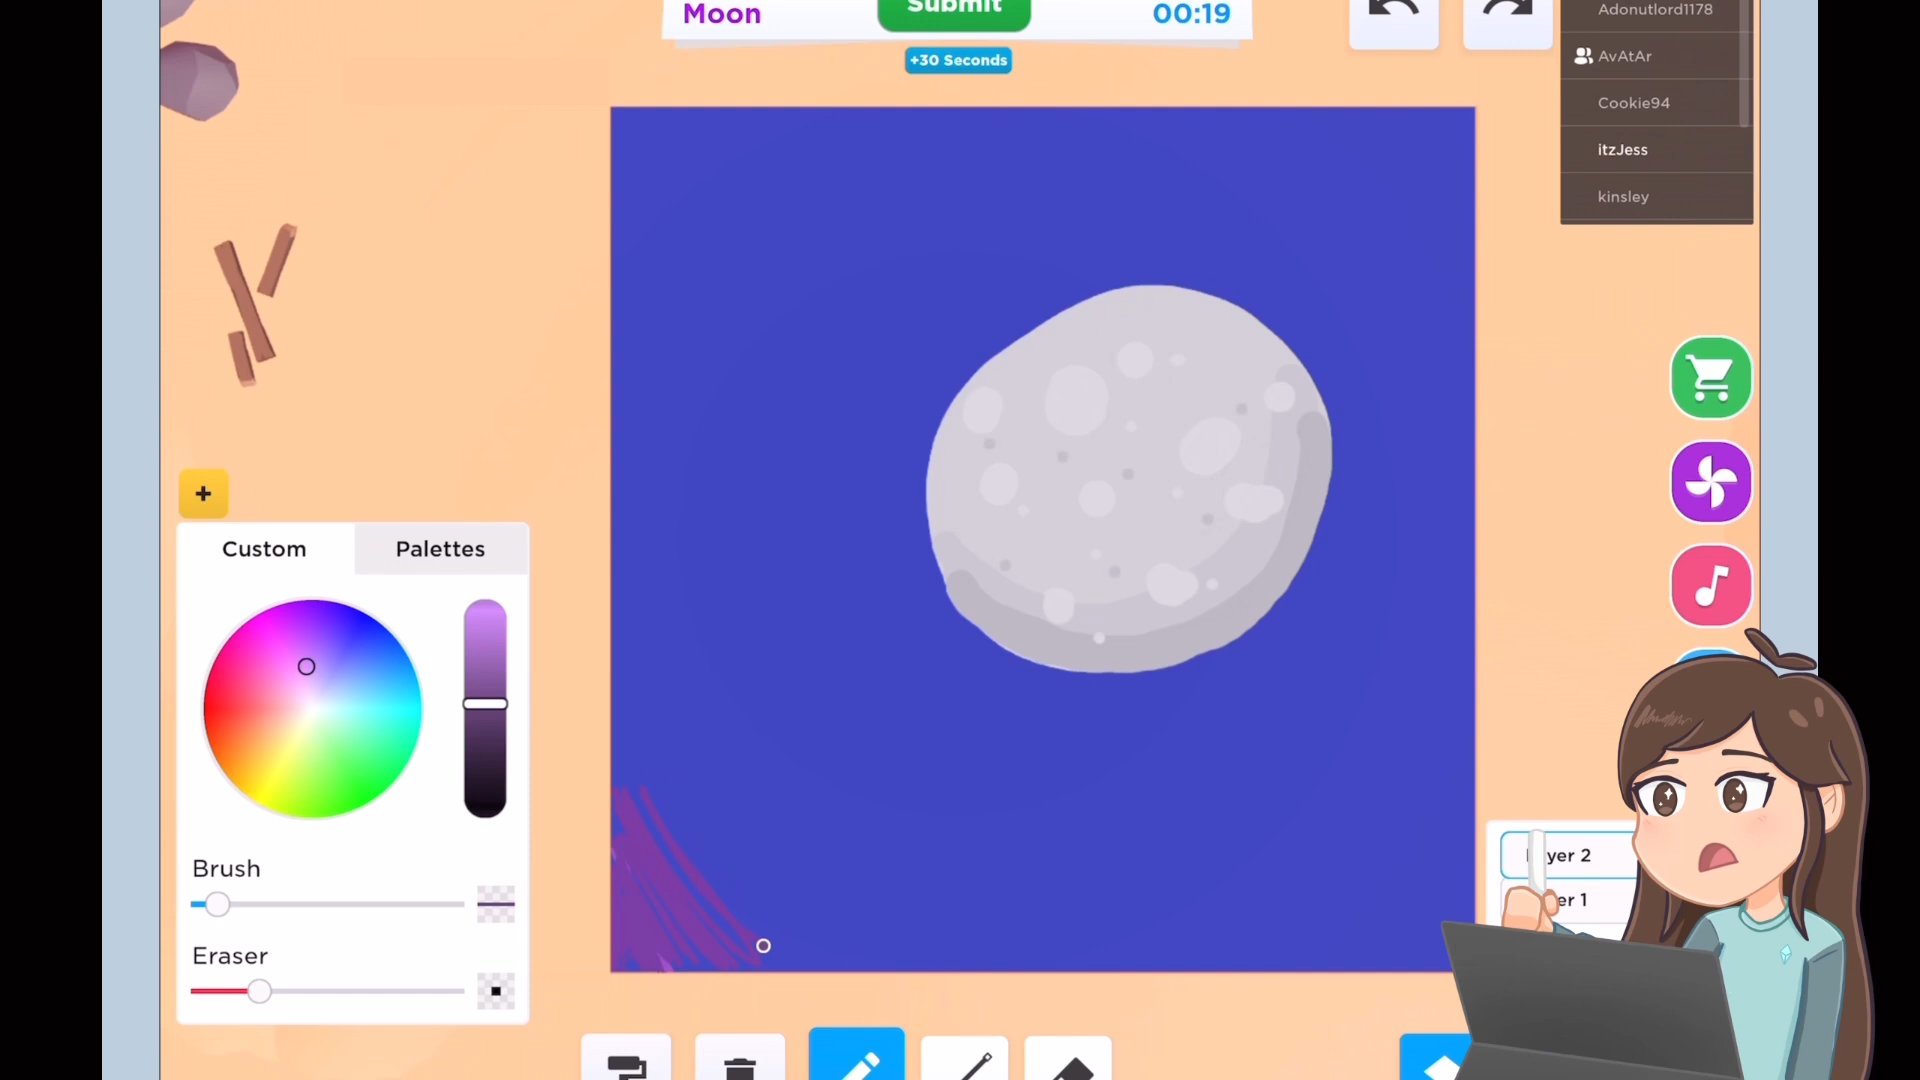 Moon
Submit
00:19
+30 Seconds
Adonutlord1178
AvAtAr
Cookie94
itzJess
kinsley
+
Custom
Palettes
Brush
Eraser
yer 2
er 1